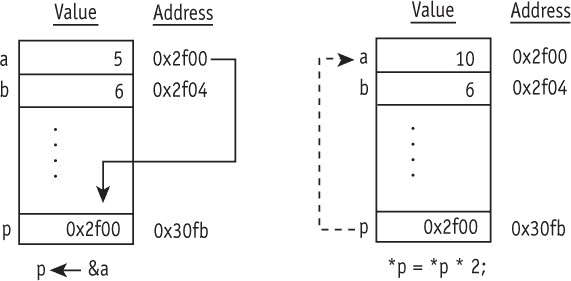 Value Address
a 5 0x2f00
b 6 0x2f04
p 0x2f00 0x30fb
p &a
Value Address
a 10 0x2f00
b 6 0x2f04
p 0x2f00 0x30fb
*p = *p * 2;